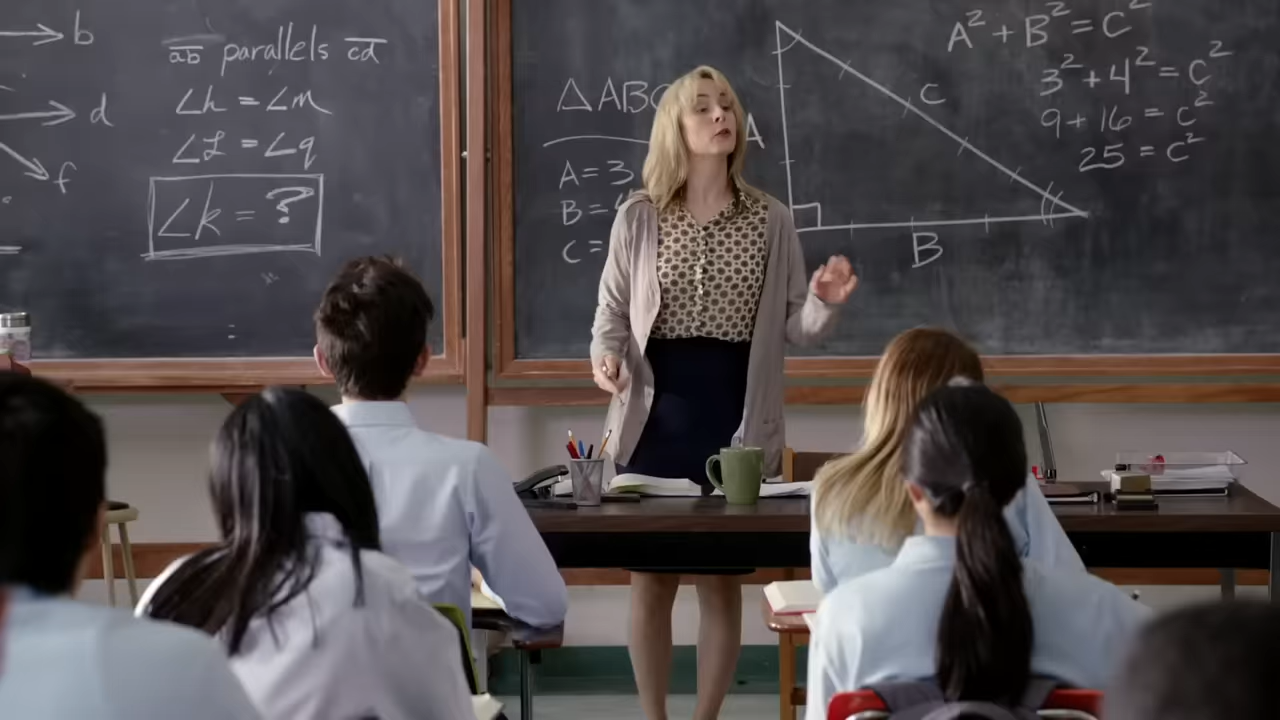 b
d
f
ab parallels cd
∠h = ∠m
∠l = ∠q
∠k = ?
△ABC
A=3
B=
C=
A
C
B
A² + B² = C²
3² + 4² = C²
9 + 16 = C²
25 = C²